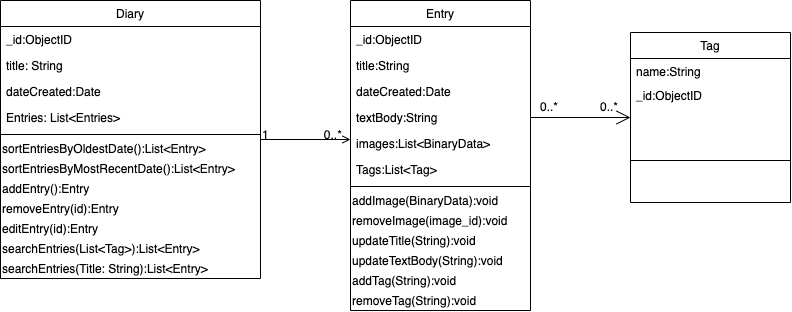 Diary
_id:ObjectID
title: String
dateCreated:Date
Entries: List<Entries>
sortEntriesByOldestDate():List<Entry>
sortEntriesByMostRecentDate():List<Entry>
addEntry():Entry
removeEntry(id):Entry
editEntry(id):Entry
searchEntries(List<Tag>):List<Entry>
searchEntries(Title: String):List<Entry>
1
0..*
Entry
_id:ObjectID
title:String
dateCreated:Date
textBody:String
images:List<BinaryData>
Tags:List<Tag>
addImage(BinaryData):void
removeImage(image_id):void
updateTitle(String):void
updateTextBody(String):void
addTag(String):void
removeTag(String):void
0..*
0..*
Tag
name:String
_id:ObjectID